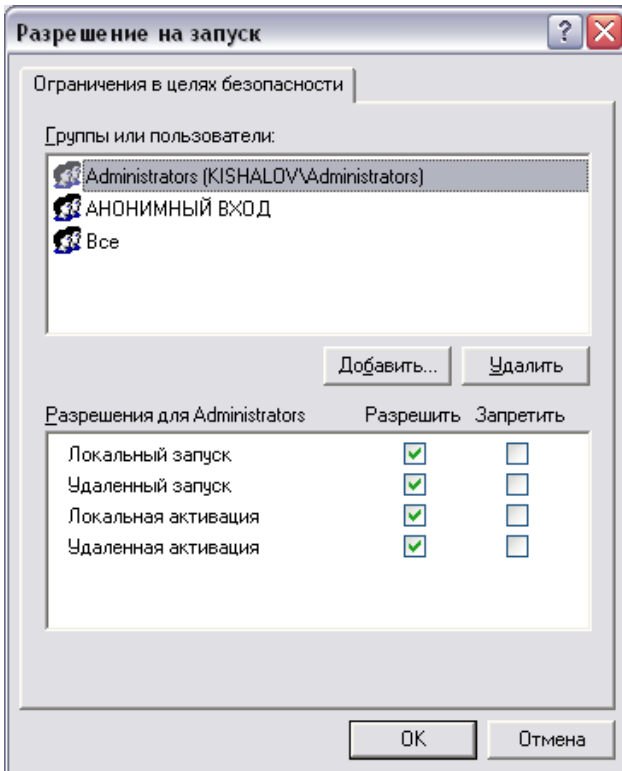 Разрешение на запуск
Ограничения в целях безопасности
Группы или пользователи:
Administrators (KISHALOV\Administrators)
АНОНИМНЫЙ ВХОД
Все
Добавить... Удалить
Разрешения для Administrators Разрешить Запретить
Локальный запуск
Удаленный запуск
Локальная активация
Удаленная активация
OK Отмена